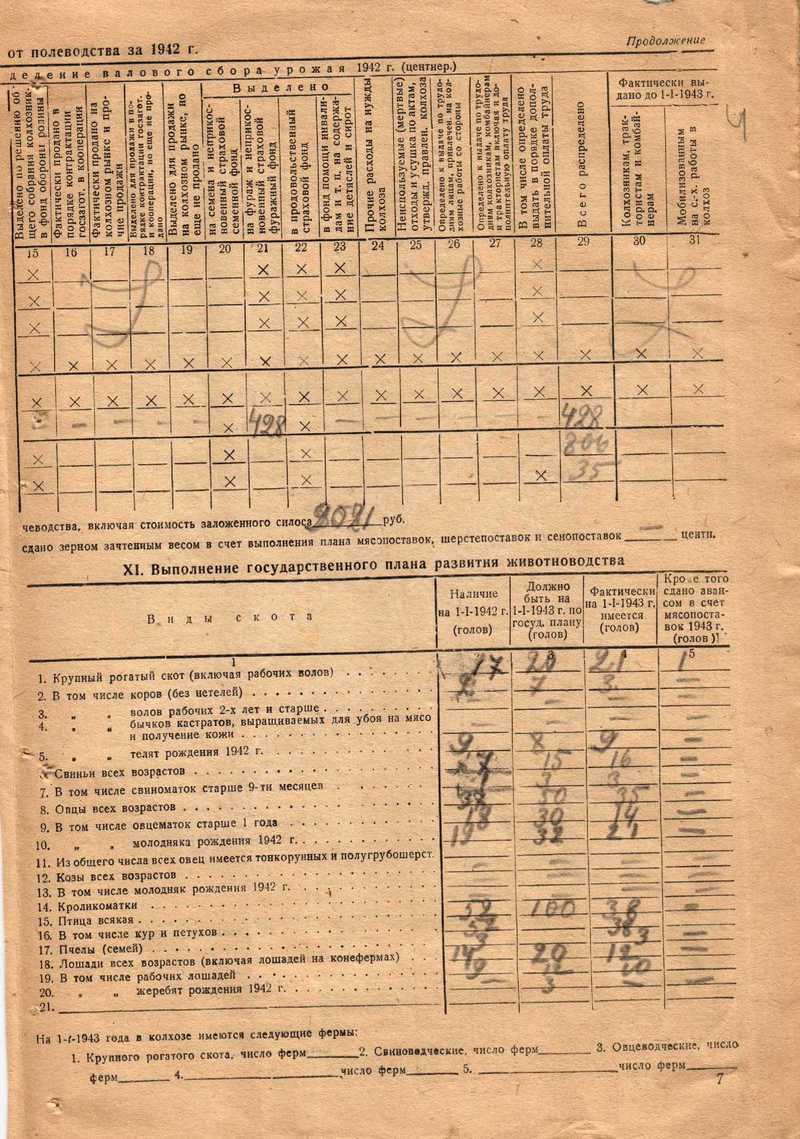 Продолжение
от полеводства за 1942 г.
деление валового сбора урожая 1942 г. (центнер.)
Выделено по решению общего собрания колхозников в фонд обороны родины
Фактически продано в порядке контрактации госзагот. и кооперации
Фактически продано на колхозном рынке и прочие продажи
Выделено для продажи в порядке контрактации госзагот. и кооперации, но еще не продано
Выделено для продажи на колхозном рынке, но еще не продано
Выделено
на семена и неприкосновенный страховой семенной фонд
на фураж и неприкосновенный страховой фуражный фонд
в продовольственный страховой фонд
в фонд помощи инвалидам и т. д. на содержание детяслей и сирот
Прочие расходы на нужды колхоза
Неиспользуемые (мертвые) отходы и усушка по актам, утвержд. правлен. колхоза
Определено к выдаче по трудодням лицам, привлечен. на колхозные работы со стороны
Определено к выдаче по трудодням колхозникам, комбайнерам и трактористам включая и дополнительную оплату труда
В том числе определено выдать в порядке дополнительной оплаты труда
Всего распределено
Фактически выдано до 1-I-1943 г.
Колхозникам, трактористам и комбайнерам
Мобилизованным на с.-х. работы в колхоз
15 16 17 18 19 20 21 22 23 24 25 26 27 28 29 30 31
× × × × ×
× × × × ×
× × × × ×
× × × × × × × × × × × × × × × × ×
× × × × × × × × × × × × × × × × ×
× 428 × 428
× × × 806
× × × × 35
чеводства, включая стоимость заложенного силоса 2021 руб.
сдано зерном зачтенным весом в счет выполнения плана мясопоставок, шерстепоставок и сенопоставок — центн.
XI. Выполнение государственного плана развития животноводства
Виды скота
Наличие на 1-I-1942 г. (голов)
Должно быть на 1-I-1943 г. по госуд. плану (голов)
Фактически на 1-I-1943 г. имеется (голов)
Кроме того сдано авансом в счет мясопоставок 1943 г. (голов)
1 3 4 5
1. Крупный рогатый скот (включая рабочих волов) 17 20 21 1
2. В том числе коров (без нетелей) 2 7 3 —
3. „ „ волов рабочих 2-х лет и старше — — — —
4. „ „ бычков кастратов, выращиваемых для убоя на мясо
и получение кожи — — — —
5. „ „ телят рождения 1942 г. 9 8 9 —
Свиньи всех возрастов 15 16 —
7. В том числе свиноматок старше 9-ти месяцев 3 3 —
8. Овцы всех возрастов 50 35 —
9. В том числе овцематок старше 1 года 18 30 14 —
10. „ „ молодняка рождения 1942 г. 19 32 21 —
11. Из общего числа всех овец имеется тонкорунных и полугрубошерст.
12. Козы всех возрастов
13. В том числе молодняк рождения 1942 г.
14. Кроликоматки
15. Птица всякая 52 100 38 —
16. В том числе кур и петухов 38 —
17. Пчелы (семей) 3 3 —
18. Лошади всех возрастов (включая лошадей на конефермах) 14 20 12 —
19. В том числе рабочих лошадей 10
20. „ „ жеребят рождения 1942 г. — 3 —
21.
На 1-I-1943 года в колхозе имеются следующие фермы:
1. Крупного рогатого скота, число ферм 2. Свиноводческие, число ферм 3. Овцеводческие, число
ферм 4. число ферм 5. число ферм
7